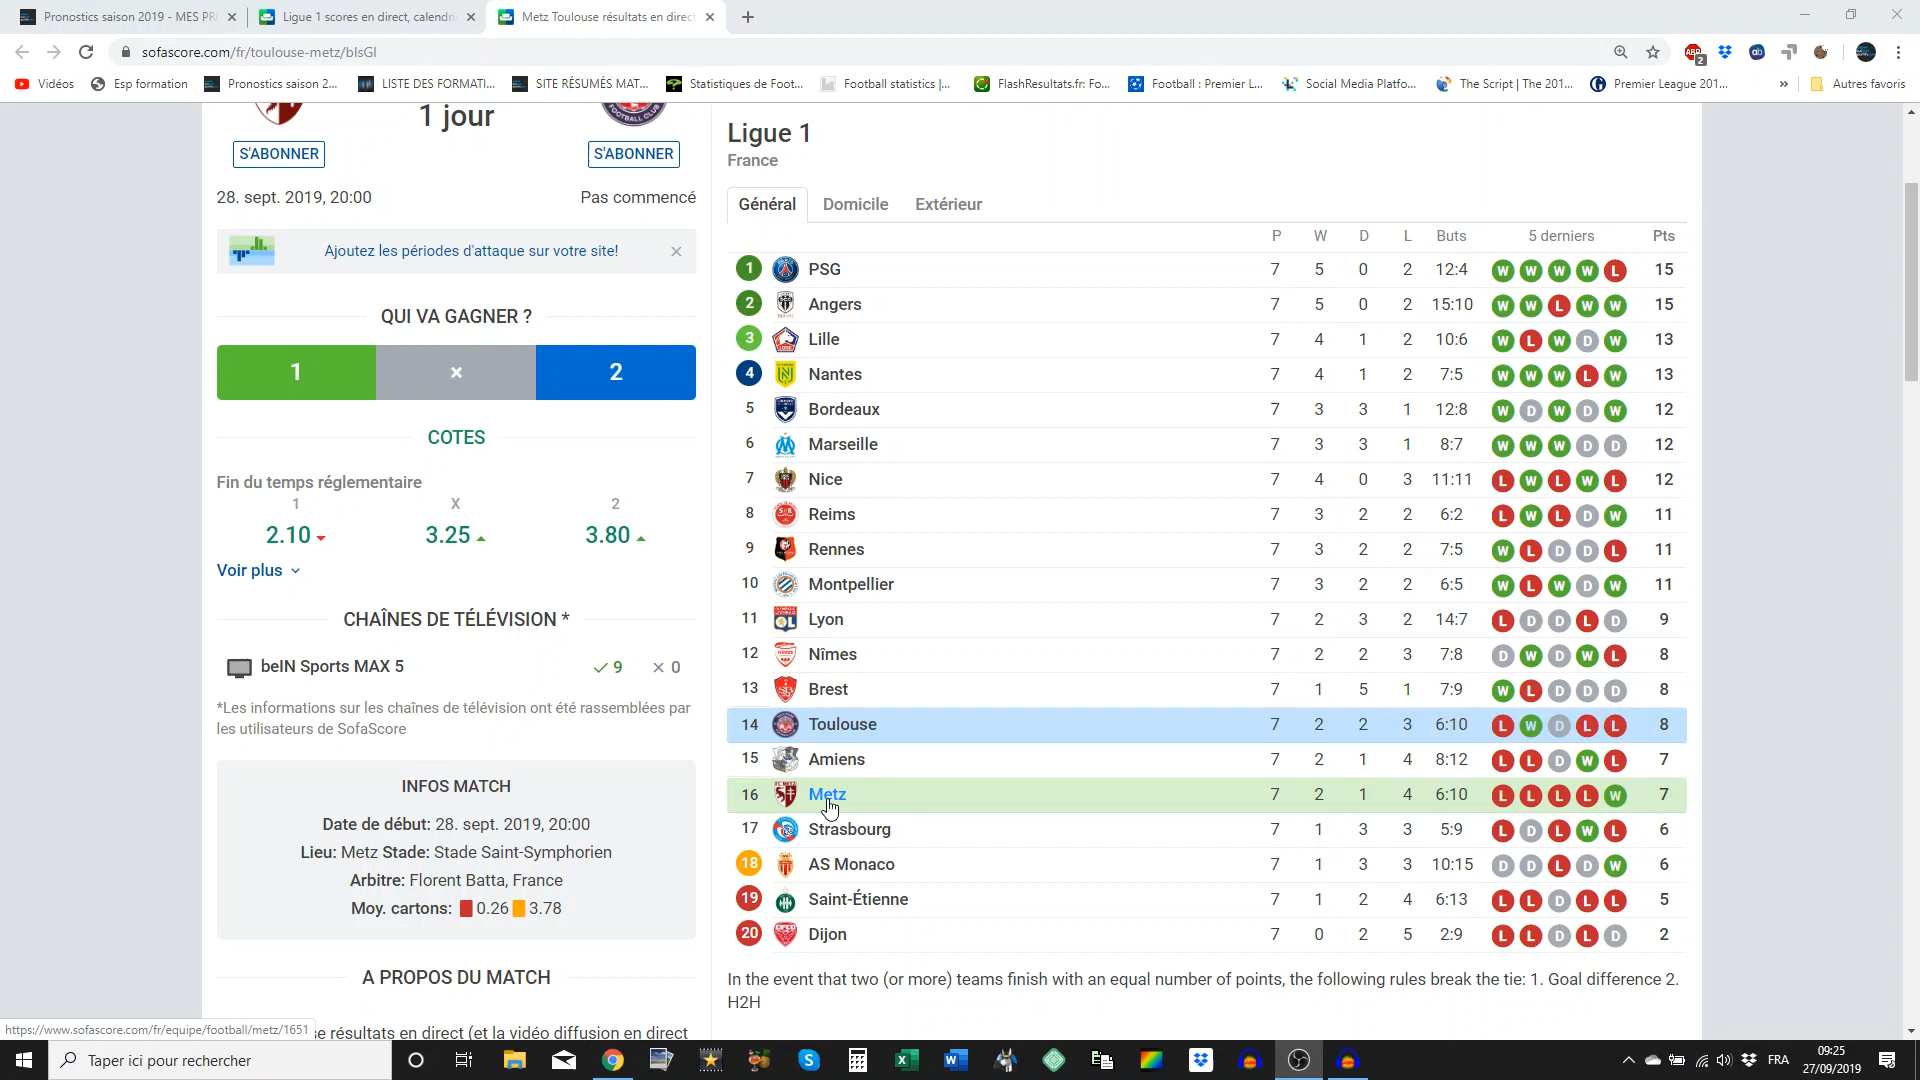 Pronostics saison 2019 - MES PR
Ligue 1 scores en direct, calendri
Metz Toulouse résultats en direct
sofascore.com/fr/toulouse-metz/bIsGI
Vidéos
Esp formation
Pronostics saison 2...
LISTE DES FORMATI...
SITE RÉSUMÉS MAT...
Statistiques de Foot...
Football statistics |...
FlashResultats.fr: Fo...
Football : Premier L...
Social Media Platfo...
The Script | The 201...
Premier League 201...
»
Autres favoris
1 jour
S'ABONNER
S'ABONNER
28. sept. 2019, 20:00 Pas commencé
Ajoutez les périodes d'attaque sur votre site!
QUI VA GAGNER ?
1 × 2
COTES
Fin du temps réglementaire
1 X 2
2.10 3.25 3.80
Voir plus
CHAÎNES DE TÉLÉVISION *
beIN Sports MAX 5 9 0
*Les informations sur les chaînes de télévision ont été rassemblées par
les utilisateurs de SofaScore
INFOS MATCH
Date de début: 28. sept. 2019, 20:00
Lieu: Metz Stade: Stade Saint-Symphorien
Arbitre: Florent Batta, France
Moy. cartons: 0.26 3.78
A PROPOS DU MATCH
se résultats en direct (et la vidéo diffusion en direct
https://www.sofascore.com/fr/equipe/football/metz/1651
Ligue 1
France
Général Domicile Extérieur
P W D L Buts 5 derniers Pts
1 PSG 7 5 0 2 12:4 W W W W L 15
2 Angers 7 5 0 2 15:10 W W L W W 15
3 Lille 7 4 1 2 10:6 W L W D W 13
4 Nantes 7 4 1 2 7:5 W W W L W 13
5 Bordeaux 7 3 3 1 12:8 W D W D W 12
6 Marseille 7 3 3 1 8:7 W W W D D 12
7 Nice 7 4 0 3 11:11 L W L W L 12
8 Reims 7 3 2 2 6:2 L W L D W 11
9 Rennes 7 3 2 2 7:5 W L D D L 11
10 Montpellier 7 3 2 2 6:5 W L W D W 11
11 Lyon 7 2 3 2 14:7 L D D L D 9
12 Nîmes 7 2 2 3 7:8 D W D W L 8
13 Brest 7 1 5 1 7:9 W L D D D 8
14 Toulouse 7 2 2 3 6:10 L W D L L 8
15 Amiens 7 2 1 4 8:12 L L D W L 7
16 Metz 7 2 1 4 6:10 L L L L W 7
17 Strasbourg 7 1 3 3 5:9 L D L W L 6
18 AS Monaco 7 1 3 3 10:15 D D L D W 6
19 Saint-Étienne 7 1 2 4 6:13 L L D L L 5
20 Dijon 7 0 2 5 2:9 L L D L D 2
In the event that two (or more) teams finish with an equal number of points, the following rules break the tie: 1. Goal difference 2.
H2H
Taper ici pour rechercher
FRA
09:25
27/09/2019